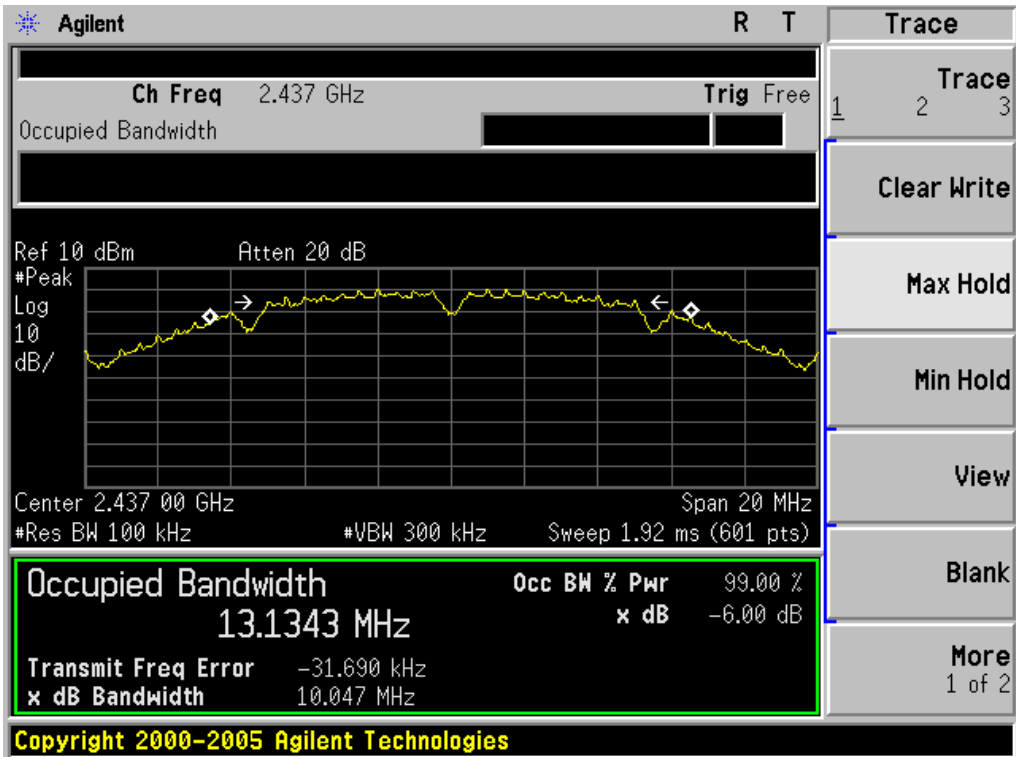 Agilent R T
Ch Freq 2.437 GHz Trig Free
Occupied Bandwidth
Ref 10 dBm Atten 20 dB
#Peak
Log
10
dB/
Center 2.437 00 GHz Span 20 MHz
#Res BW 100 kHz #VBW 300 kHz Sweep 1.92 ms (601 pts)
Occupied Bandwidth Occ BW % Pwr 99.00 %
13.1343 MHz x dB -6.00 dB
Transmit Freq Error -31.690 kHz
x dB Bandwidth 10.047 MHz
Copyright 2000-2005 Agilent Technologies
Trace
Trace
1 2 3
Clear Write
Max Hold
Min Hold
View
Blank
More
1 of 2